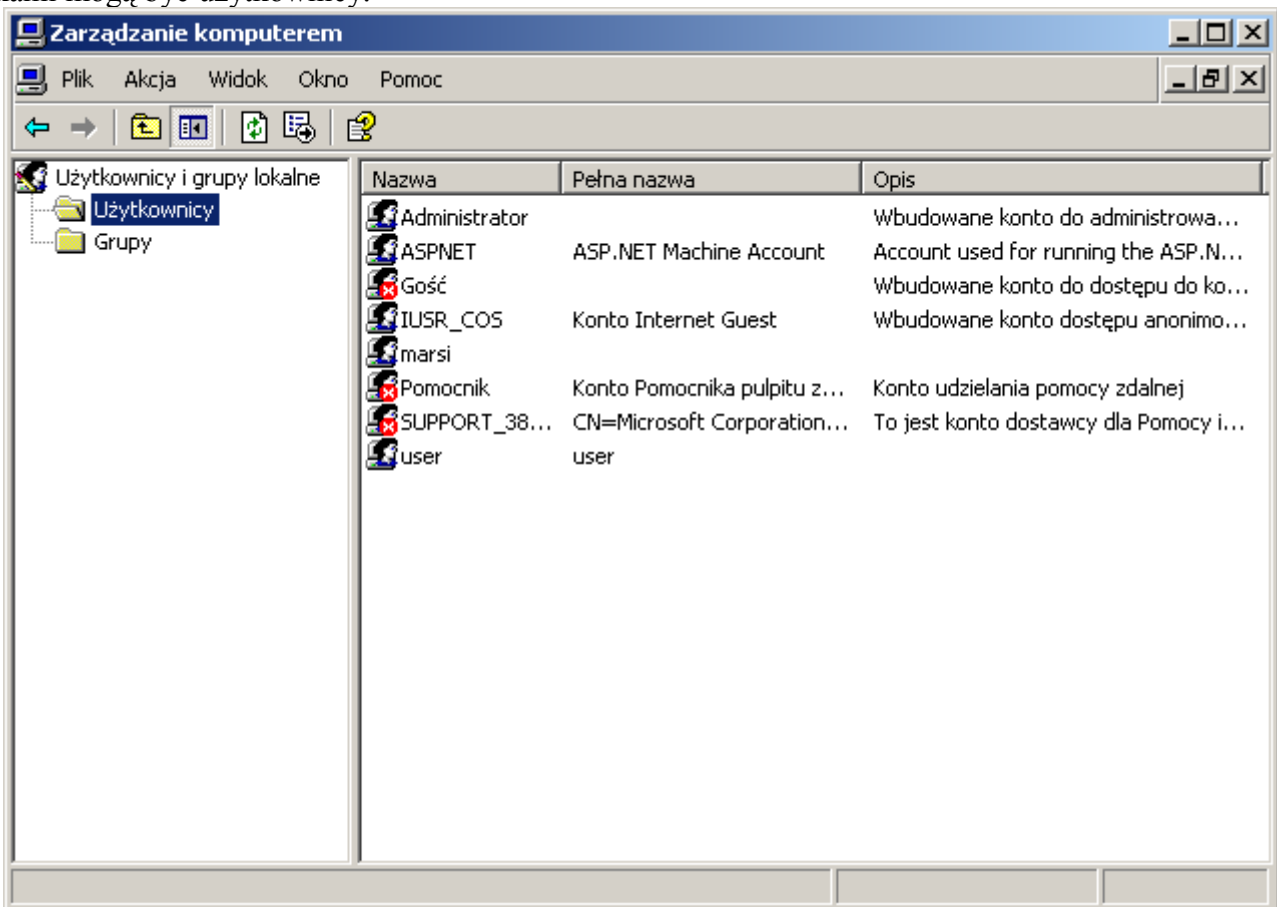 mogą być użytkownicy.
Zarządzanie komputerem
Plik Akcja Widok Okno Pomoc
Użytkownicy i grupy lokalne
Użytkownicy
Grupy
Nazwa Pełna nazwa Opis
Administrator Wbudowane konto do administrowa...
ASPNET ASP.NET Machine Account Account used for running the ASP.N...
Gość Wbudowane konto do dostępu do ko...
IUSR_COS Konto Internet Guest Wbudowane konto dostępu anonimo...
marsi
Pomocnik Konto Pomocnika pulpitu z... Konto udzielania pomocy zdalnej
SUPPORT_38... CN=Microsoft Corporation... To jest konto dostawcy dla Pomocy i...
user user